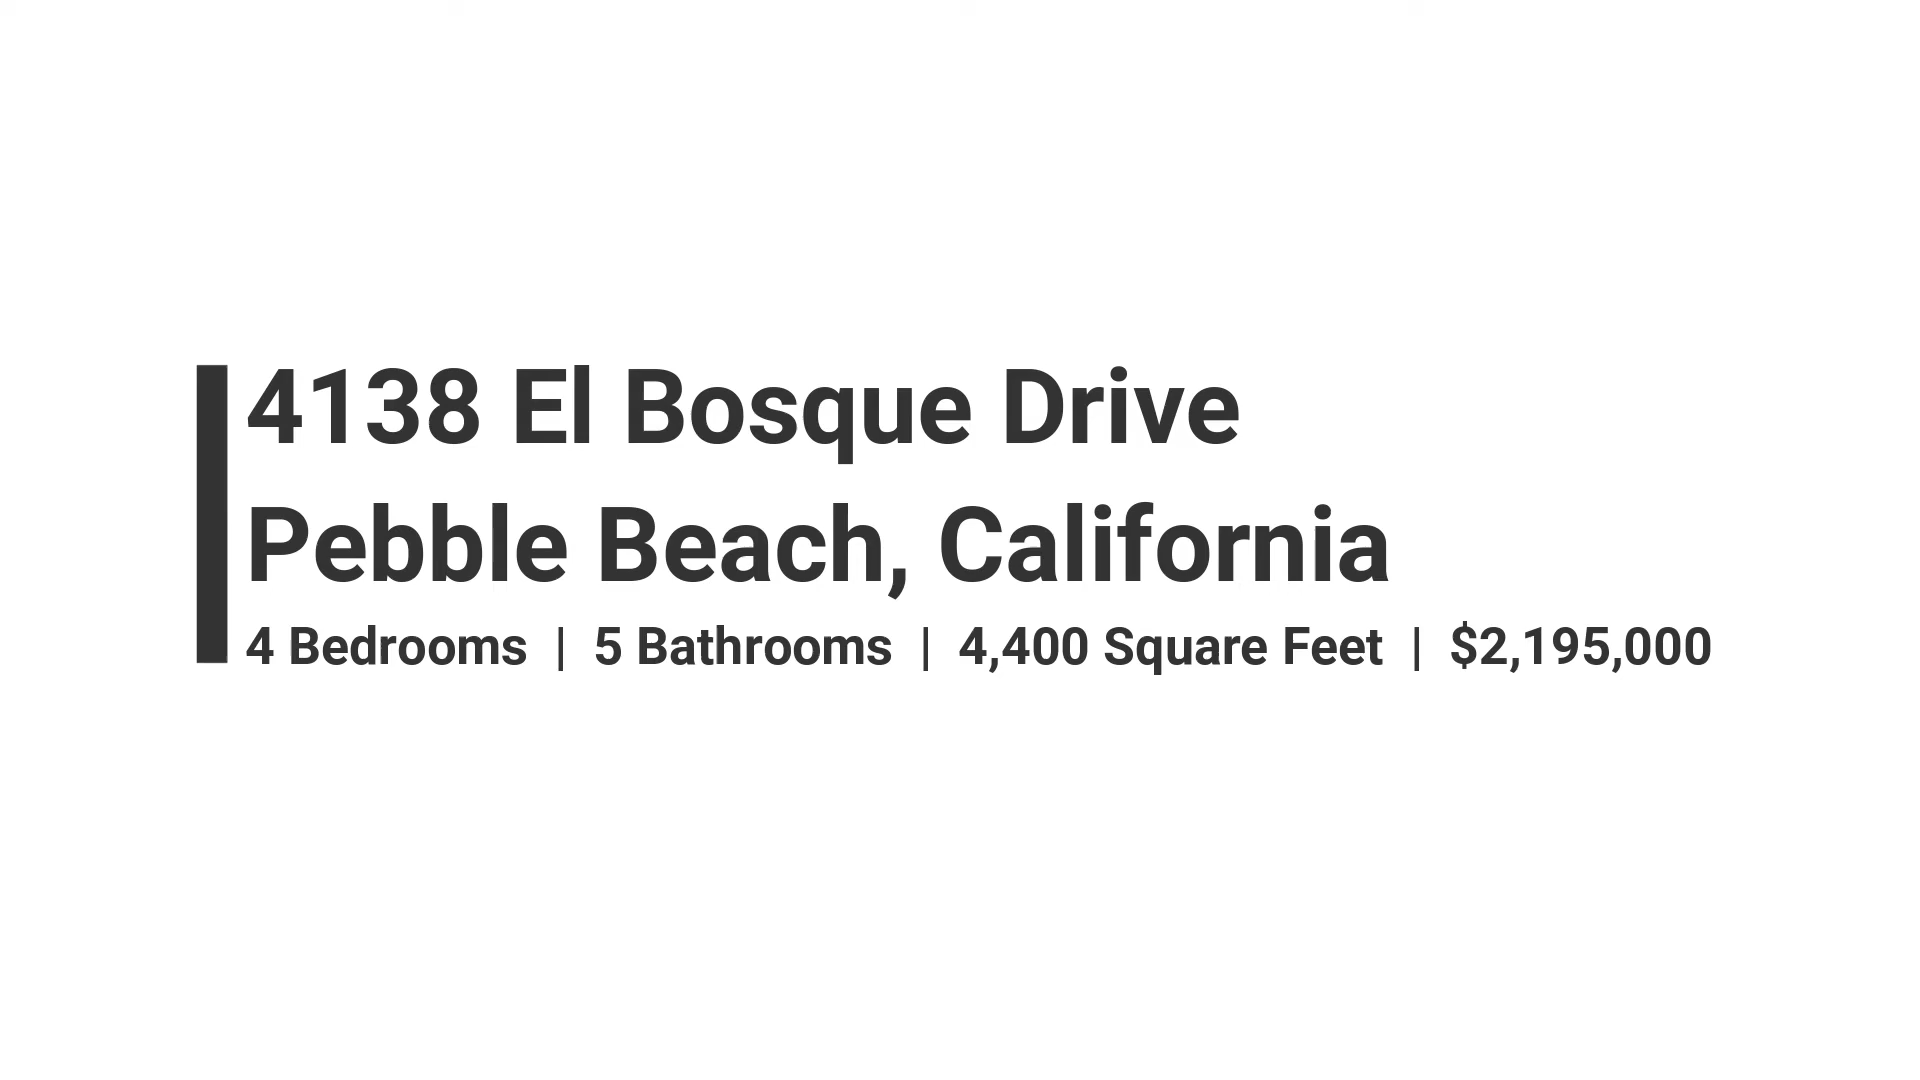 4138 El Bosque Drive
Pebble Beach, California
4 Bedrooms | 5 Bathrooms | 4,400 Square Feet | $2,195,000